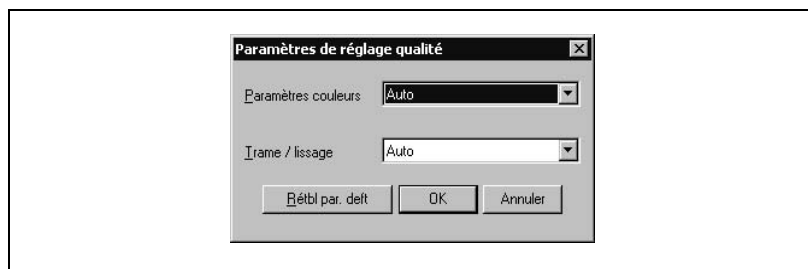 Paramètres de réglage qualité
Paramètres couleurs Auto
Trame / lissage Auto
Rétbl par. deft OK Annuler